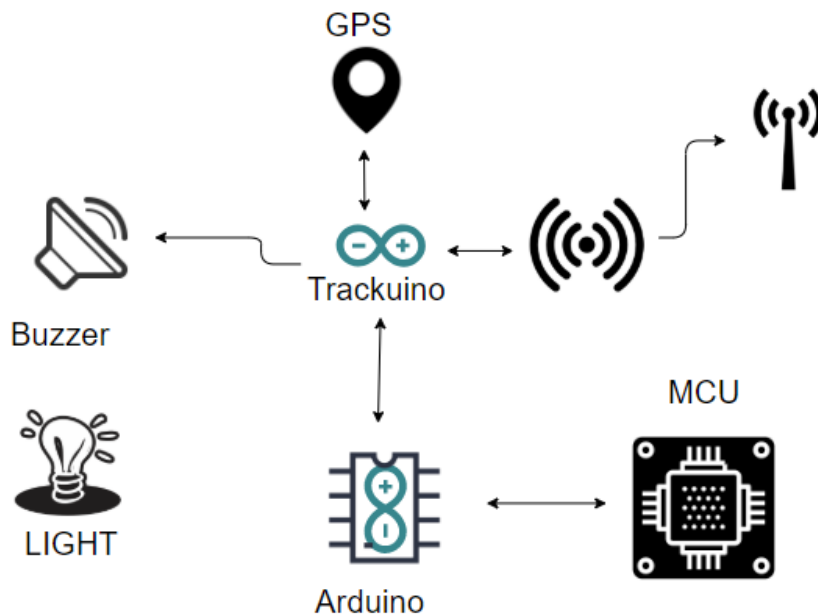 GPS
Trackuino
Buzzer
MCU
LIGHT
Arduino